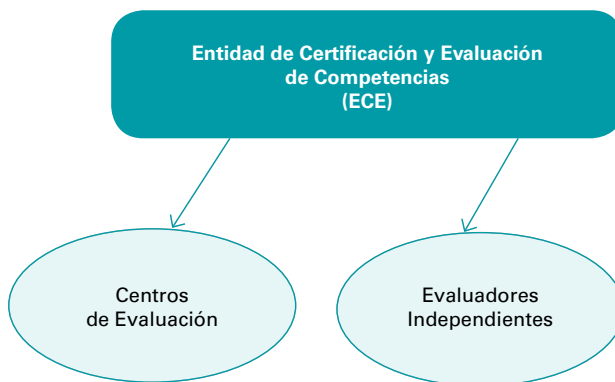 Entidad de Certificación y Evaluación
de Competencias
(ECE)
Centros
de Evaluación
Evaluadores
Independientes